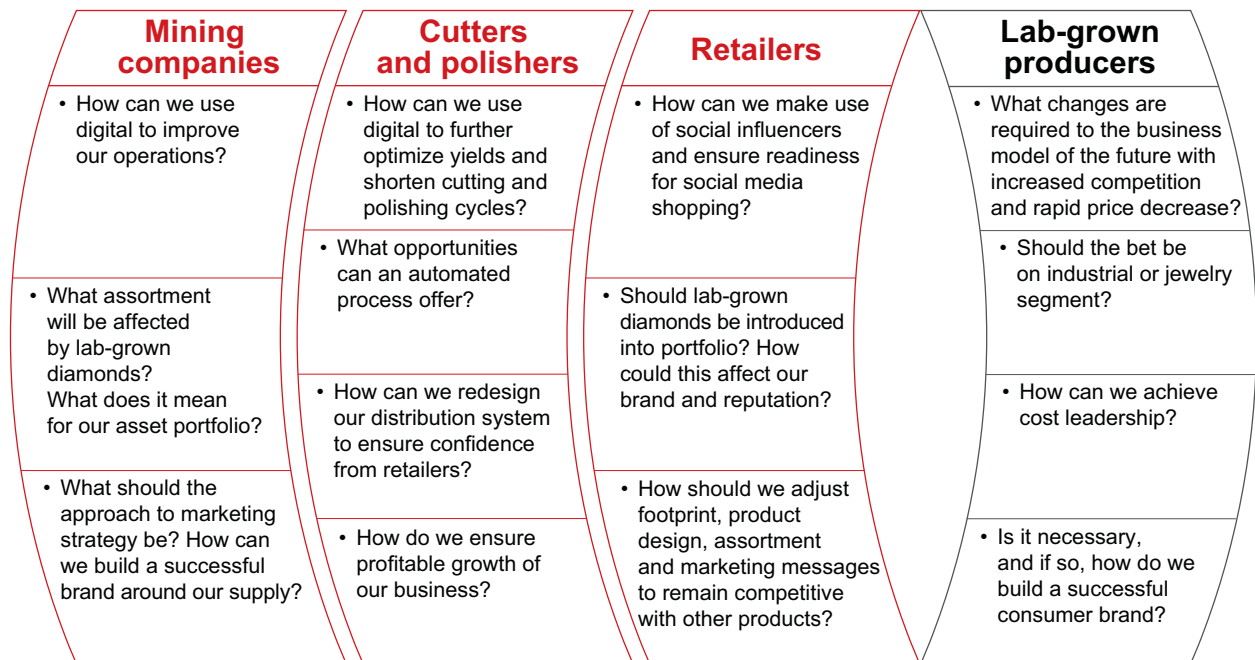 Mining
companies
• How can we use
digital to improve
our operations?
• What assortment
will be affected
by lab-grown
diamonds?
What does it mean
for our asset portfolio?
• What should the
approach to marketing
strategy be? How can
we build a successful
brand around our supply?
Cutters
and polishers
• How can we use
digital to further
optimize yields and
shorten cutting and
polishing cycles?
• What opportunities
can an automated
process offer?
• How can we redesign
our distribution system
to ensure confidence
from retailers?
• How do we ensure
profitable growth of
our business?
Retailers
• How can we make use
of social influencers
and ensure readiness
for social media
shopping?
• Should lab-grown
diamonds be introduced
into portfolio? How
could this affect our
brand and reputation?
• How should we adjust
footprint, product
design, assortment
and marketing messages
to remain competitive
with other products?
Lab-grown
producers
• What changes are
required to the business
model of the future with
increased competition
and rapid price decrease?
• Should the bet be
on industrial or jewelry
segment?
• How can we achieve
cost leadership?
• Is it necessary,
and if so, how do we
build a successful
consumer brand?